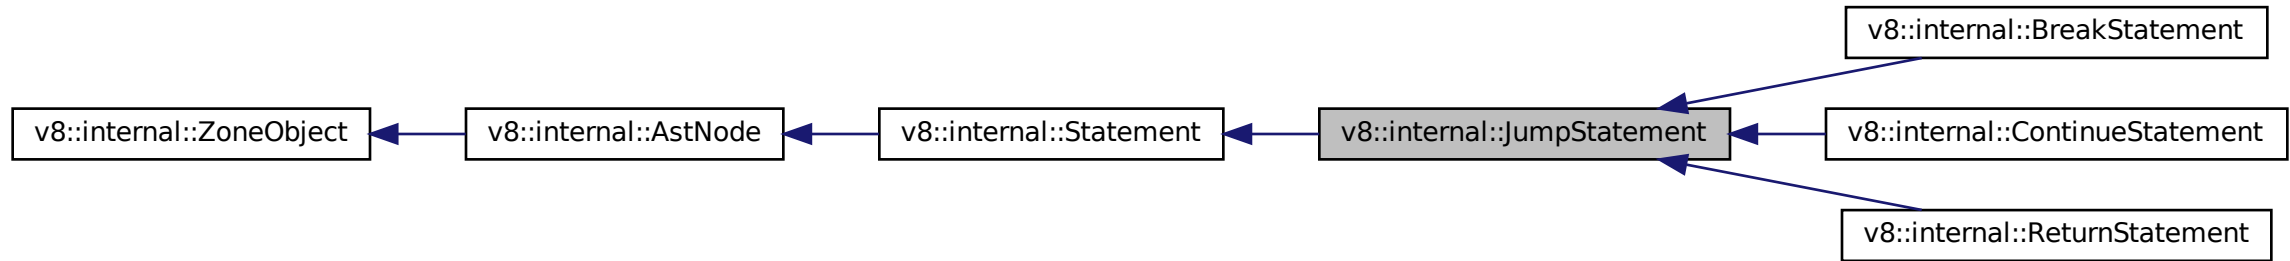 v8::internal::ZoneObject
v8::internal::AstNode
v8::internal::Statement
v8::internal::JumpStatement
v8::internal::BreakStatement
v8::internal::ContinueStatement
v8::internal::ReturnStatement